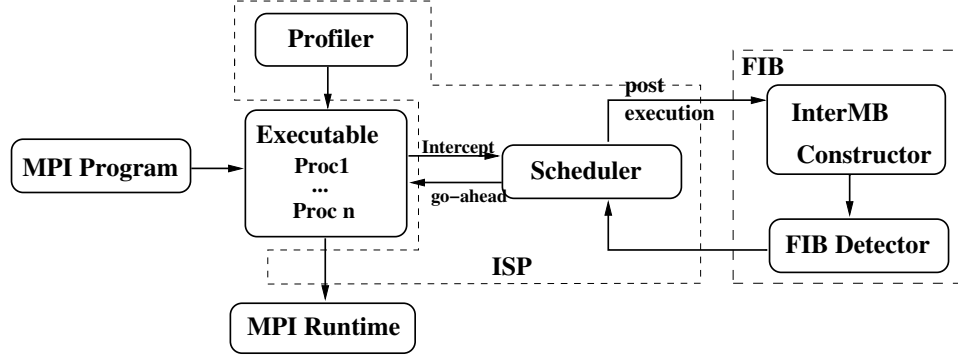 Profiler
FIB
post
execution
Executable
Proc1
...
Proc n
Intercept
go-ahead
MPI Program
Scheduler
InterMB
Constructor
FIB Detector
ISP
MPI Runtime